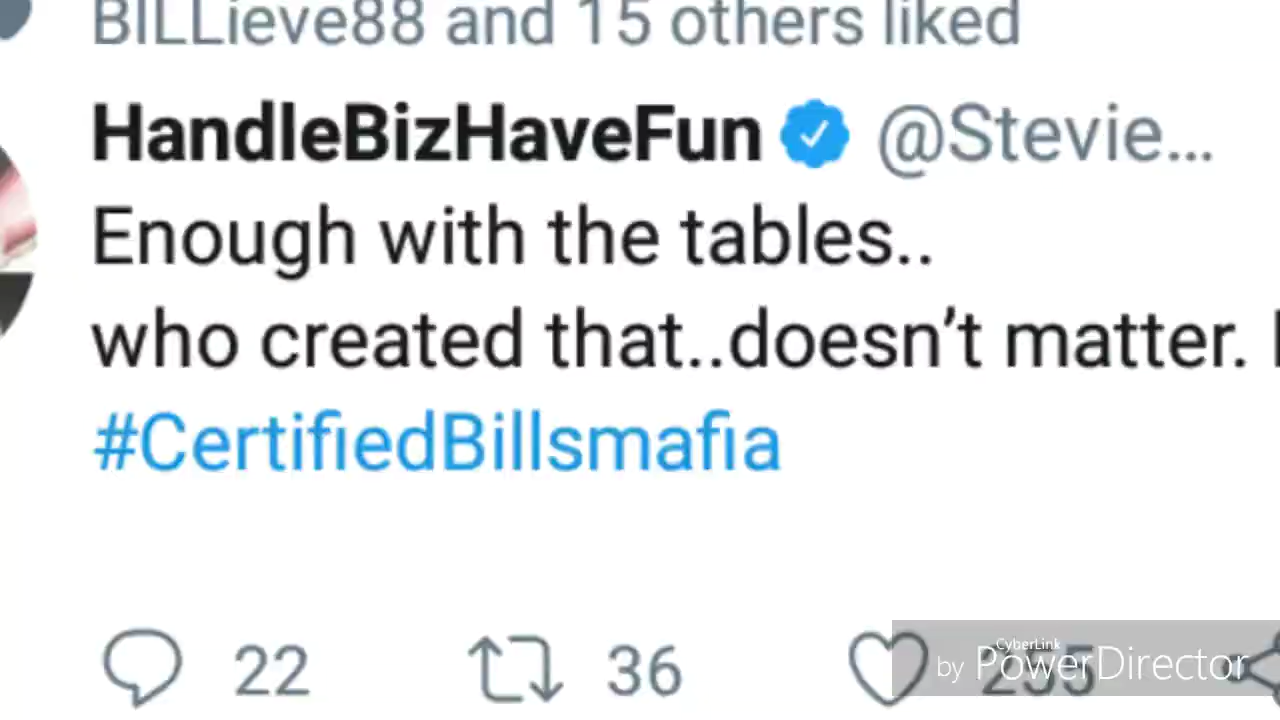 BILLieve88 and 15 others liked
HandleBizHaveFun @Stevie...
Enough with the tables..
who created that..doesn’t matter.
#CertifiedBillsmafia
22 36 255
CyberLink
by PowerDirector